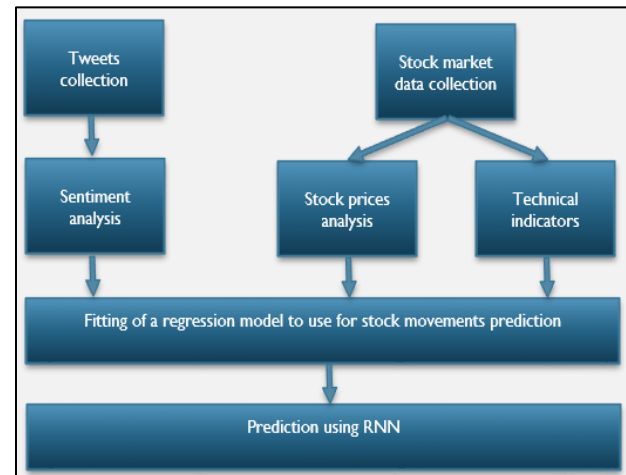 Tweets
collection
Stock market
data collection
Sentiment
analysis
Stock prices
analysis
Technical
indicators
Fitting of a regression model to use for stock movements prediction
Prediction using RNN